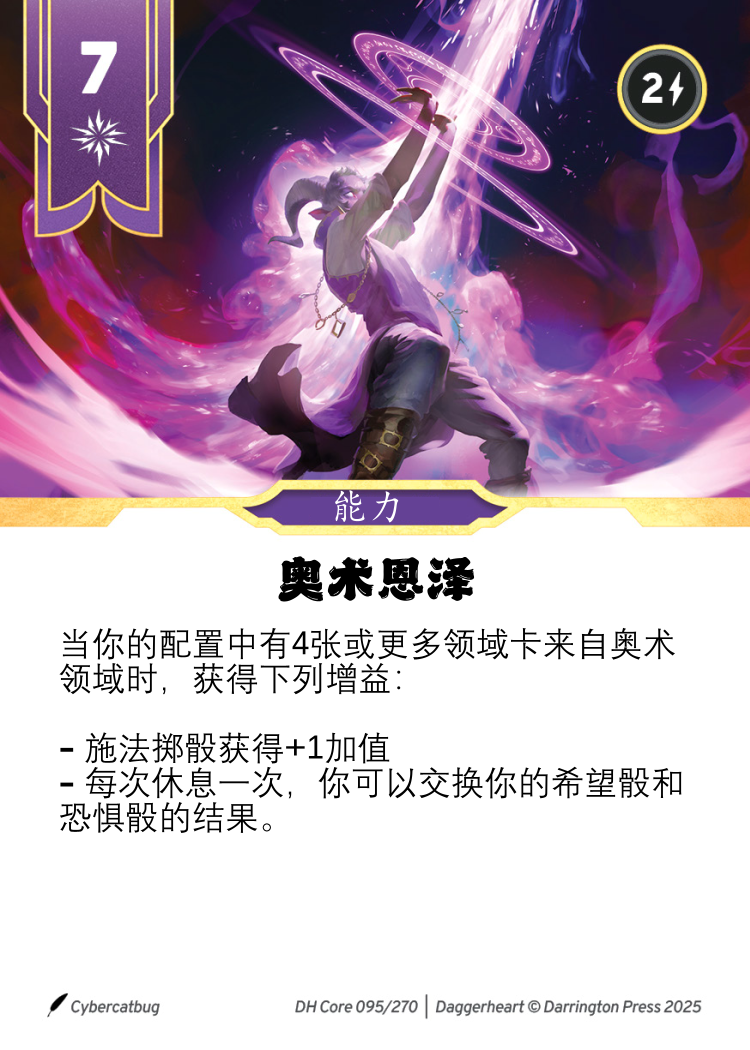 7
2
能力
奥术恩泽
当你的配置中有4张或更多领域卡来自奥术
领域时，获得下列增益：
- 施法掷骰获得+1加值
- 每次休息一次，你可以交换你的希望骰和
恐惧骰的结果。
Cybercatbug
DH Core 095/270 | Daggerheart © Darrington Press 2025